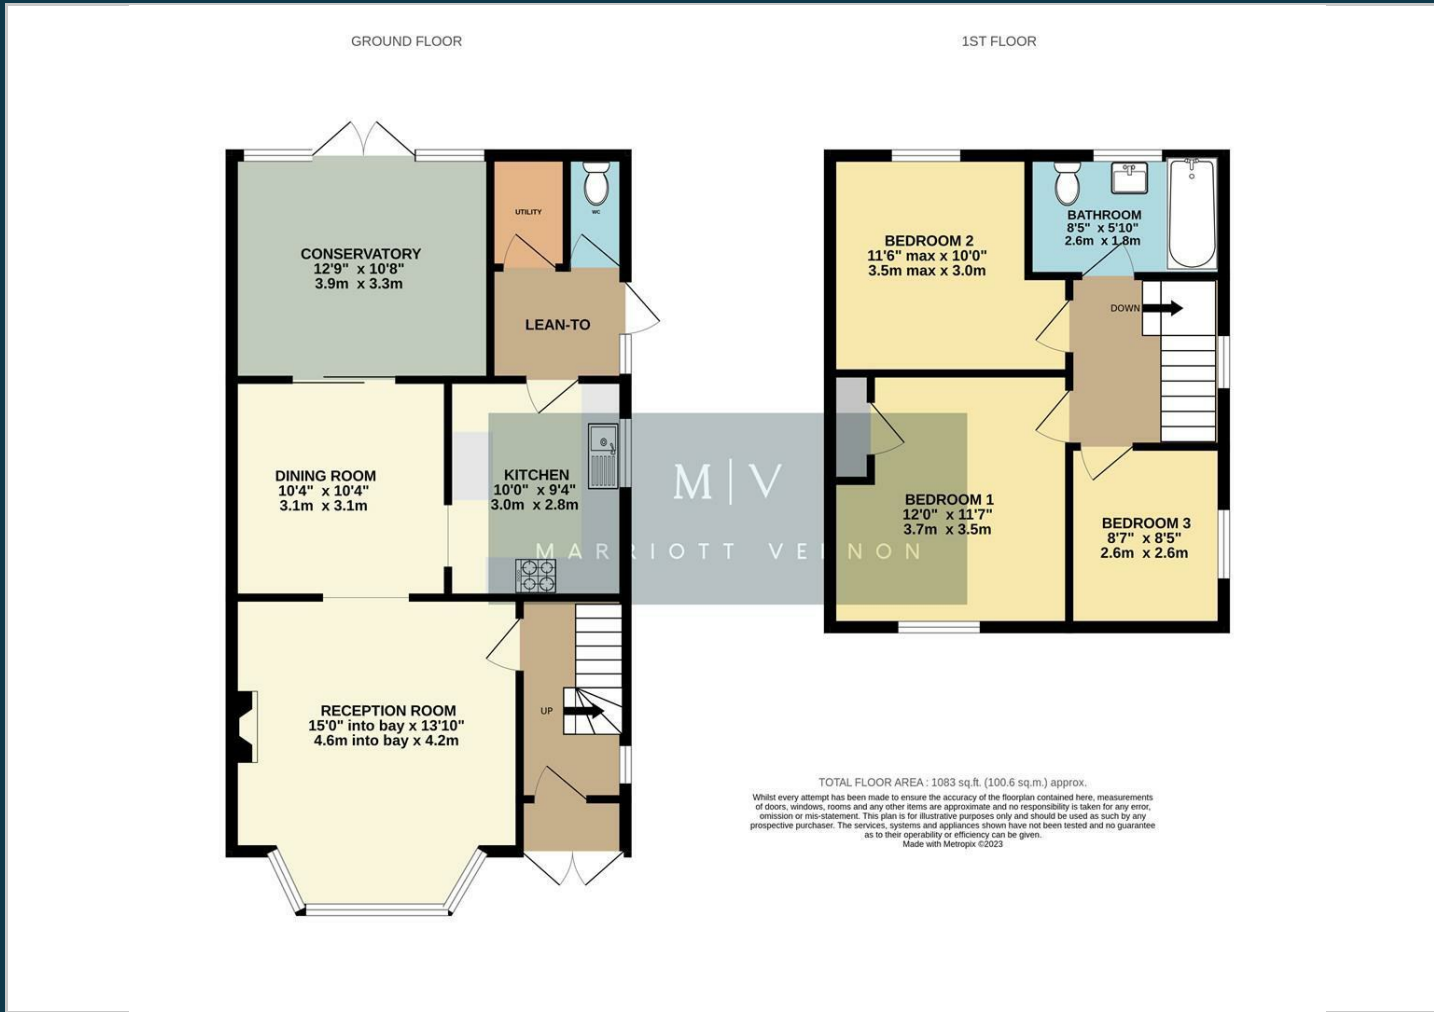 GROUND FLOOR
1ST FLOOR
CONSERVATORY
12'9" x 10'8"
3.9m x 3.3m
UTILITY
WC
LEAN-TO
DINING ROOM
10'4" x 10'4"
3.1m x 3.1m
KITCHEN
10'0" x 9'4"
3.0m x 2.8m
RECEPTION ROOM
15'0" into bay x 13'10"
4.6m into bay x 4.2m
UP
BEDROOM 2
11'6" max x 10'0"
3.5m max x 3.0m
BATHROOM
8'5" x 5'10"
2.6m x 1.8m
DOWN
BEDROOM 1
12'0" x 11'7"
3.7m x 3.5m
BEDROOM 3
8'7" x 8'5"
2.6m x 2.6m
M|V
MARRIOTT VERNON
TOTAL FLOOR AREA : 1083 sq.ft. (100.6 sq.m.) approx.
Whilst every attempt has been made to ensure the accuracy of the floorplan contained here, measurements
of doors, windows, rooms and any other items are approximate and no responsibility is taken for any error,
omission or mis-statement. This plan is for illustrative purposes only and should be used as such by any
prospective purchaser. The services, systems and appliances shown have not been tested and no guarantee
as to their operability or efficiency can be given.
Made with Metropix ©2023